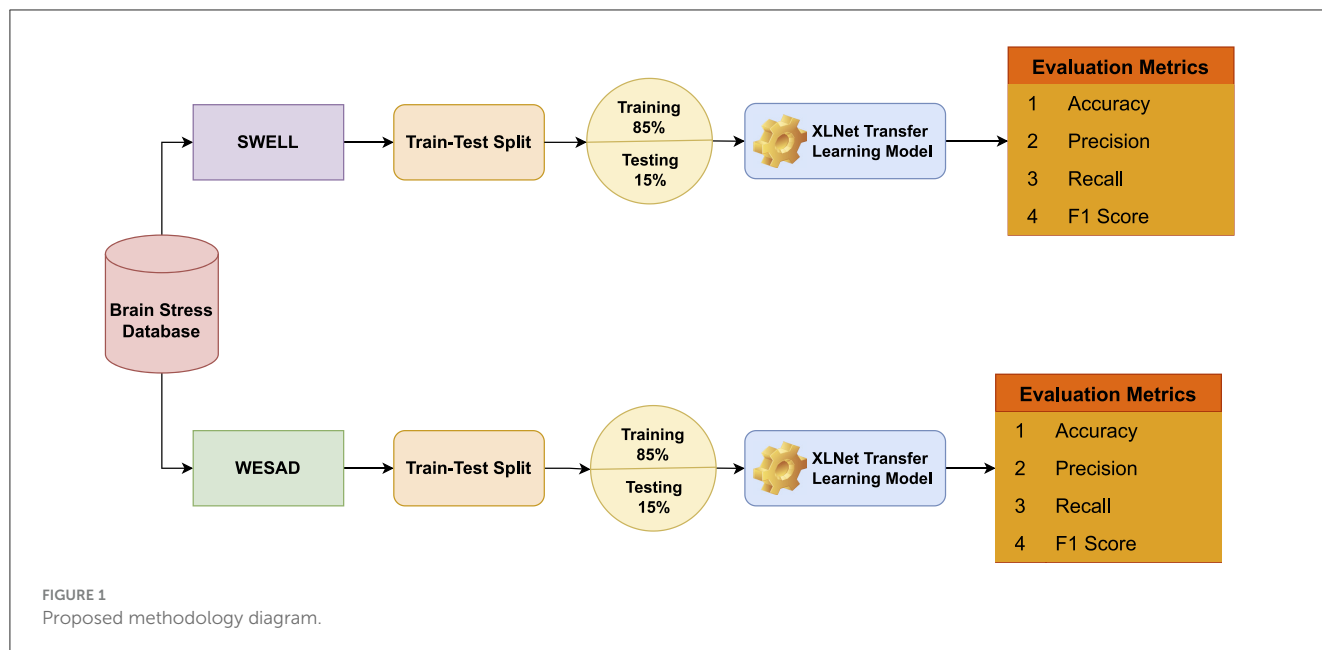 Brain Stress
Database
SWELL
Train-Test Split
Training
85%
Testing
15%
XLNet Transfer
Learning Model
Evaluation Metrics
1 Accuracy
2 Precision
3 Recall
4 F1 Score
WESAD
Train-Test Split
Training
85%
Testing
15%
XLNet Transfer
Learning Model
Evaluation Metrics
1 Accuracy
2 Precision
3 Recall
4 F1 Score
FIGURE 1
Proposed methodology diagram.